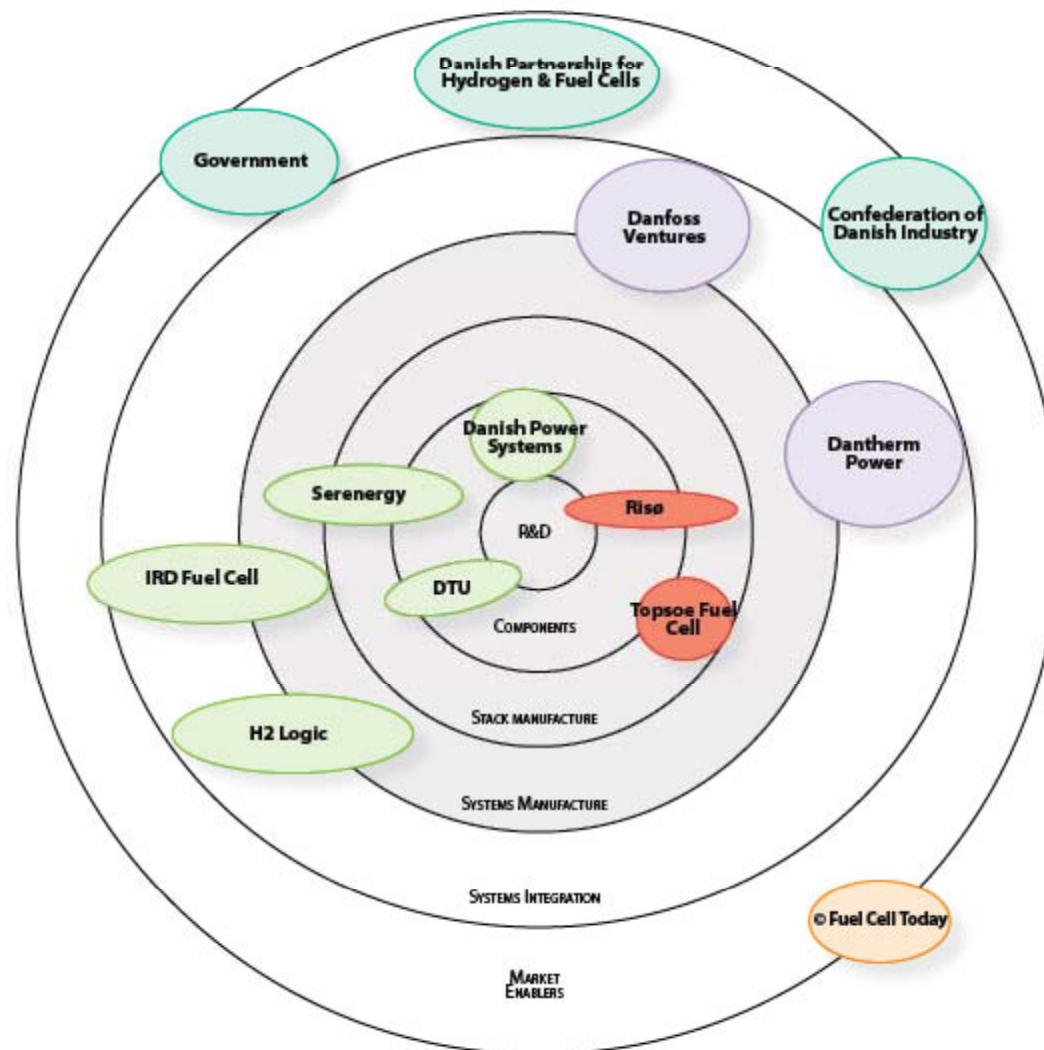 Danish Partnership for
Hydrogen & Fuel Cells
Government
Danfoss
Ventures
Confederation of
Danish Industry
Danish Power
Systems
Dantherm
Power
Serenergy
Risø
R&D
IRD Fuel Cell
DTU
Topsoe Fuel
Cell
COMPONENTS
STACK MANUFACTURE
H2 Logic
SYSTEMS MANUFACTURE
SYSTEMS INTEGRATION
© Fuel Cell Today
MARKET
ENABLERS